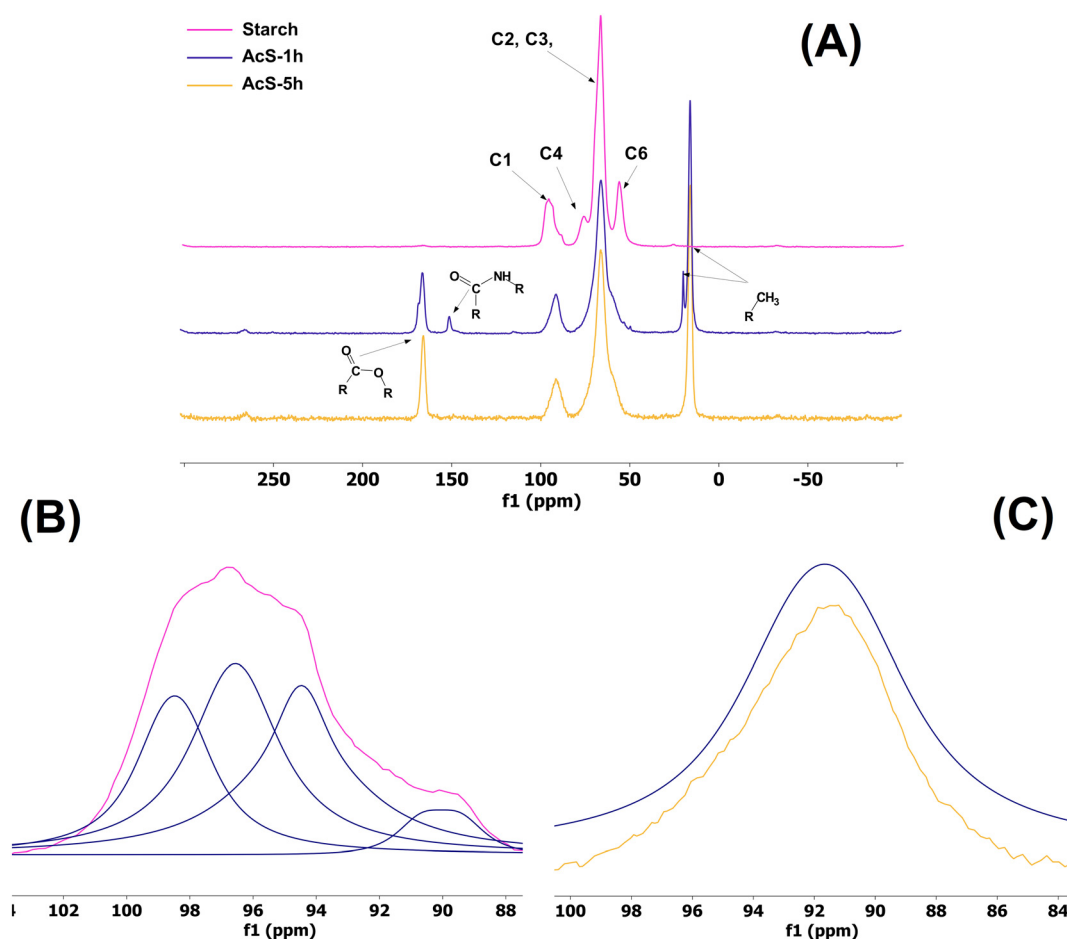 Starch
AcS-1h
AcS-5h
(A)
C2, C3,
C1
C4
C6
O
C
NH
R
R
CH3
R
O
C
O
R
R
250 200 150 100 50 0 -50
f1 (ppm)
(B)
(C)
102 100 98 96 94 92 90 88
f1 (ppm)
100 98 96 94 92 90 88 86 84
f1 (ppm)